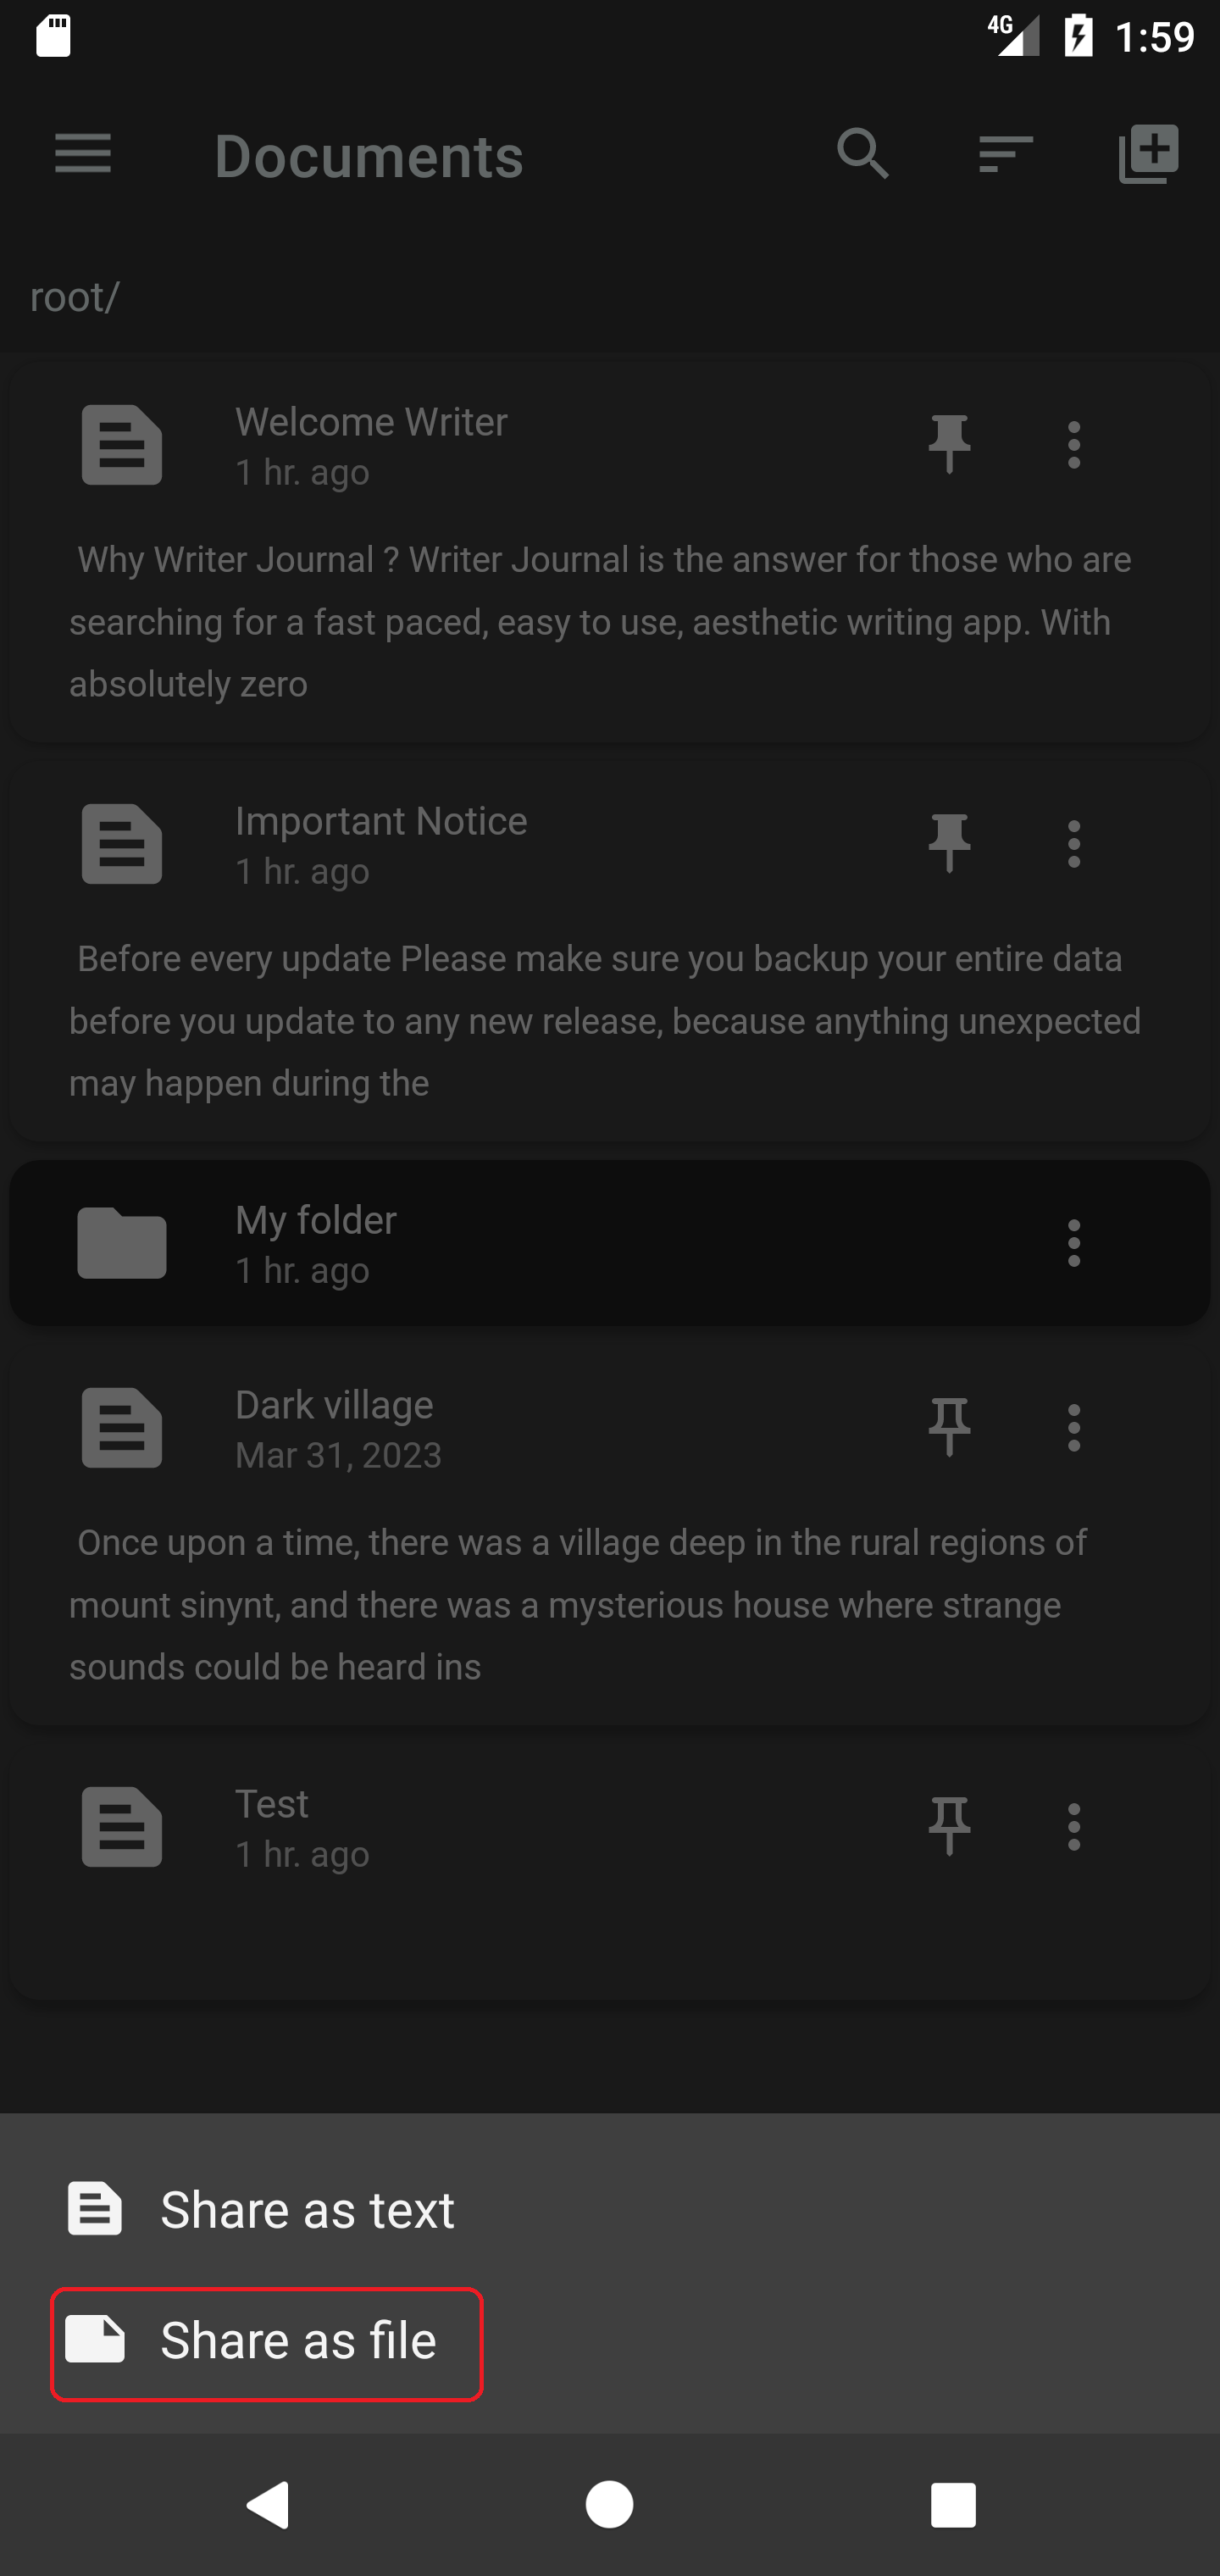 4G 1:59
Documents
root/
Welcome Writer
1 hr. ago
Why Writer Journal ? Writer Journal is the answer for those who are
searching for a fast paced, easy to use, aesthetic writing app. With
absolutely zero
Important Notice
1 hr. ago
Before every update Please make sure you backup your entire data
before you update to any new release, because anything unexpected
may happen during the
My folder
1 hr. ago
Dark village
Mar 31, 2023
Once upon a time, there was a village deep in the rural regions of
mount sinynt, and there was a mysterious house where strange
sounds could be heard ins
Test
1 hr. ago
Share as text
Share as file